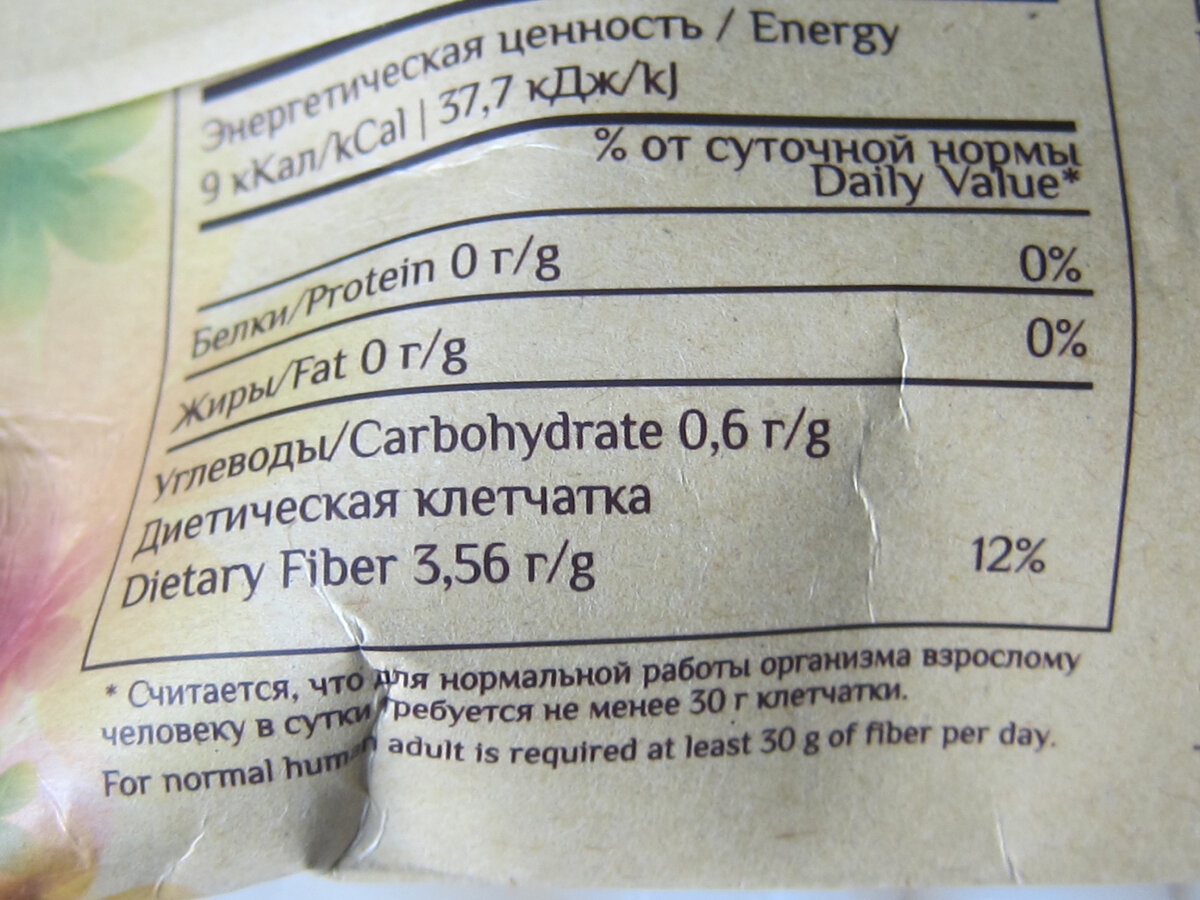 Энергетическая ценность / Energy
9 кКал/kCal | 37,7 кДж/kJ
% от суточной нормы
Daily Value*
Белки/Protein 0 г/g 0%
Жиры/Fat 0 г/g 0%
Углеводы/Carbohydrate 0,6 г/g
Диетическая клетчатка
Dietary Fiber 3,56 г/g 12%
* Считается, что для нормальной работы организма взрослому
человеку в сутки требуется не менее 30 г клетчатки.
For normal human adult is required at least 30 g of fiber per day.